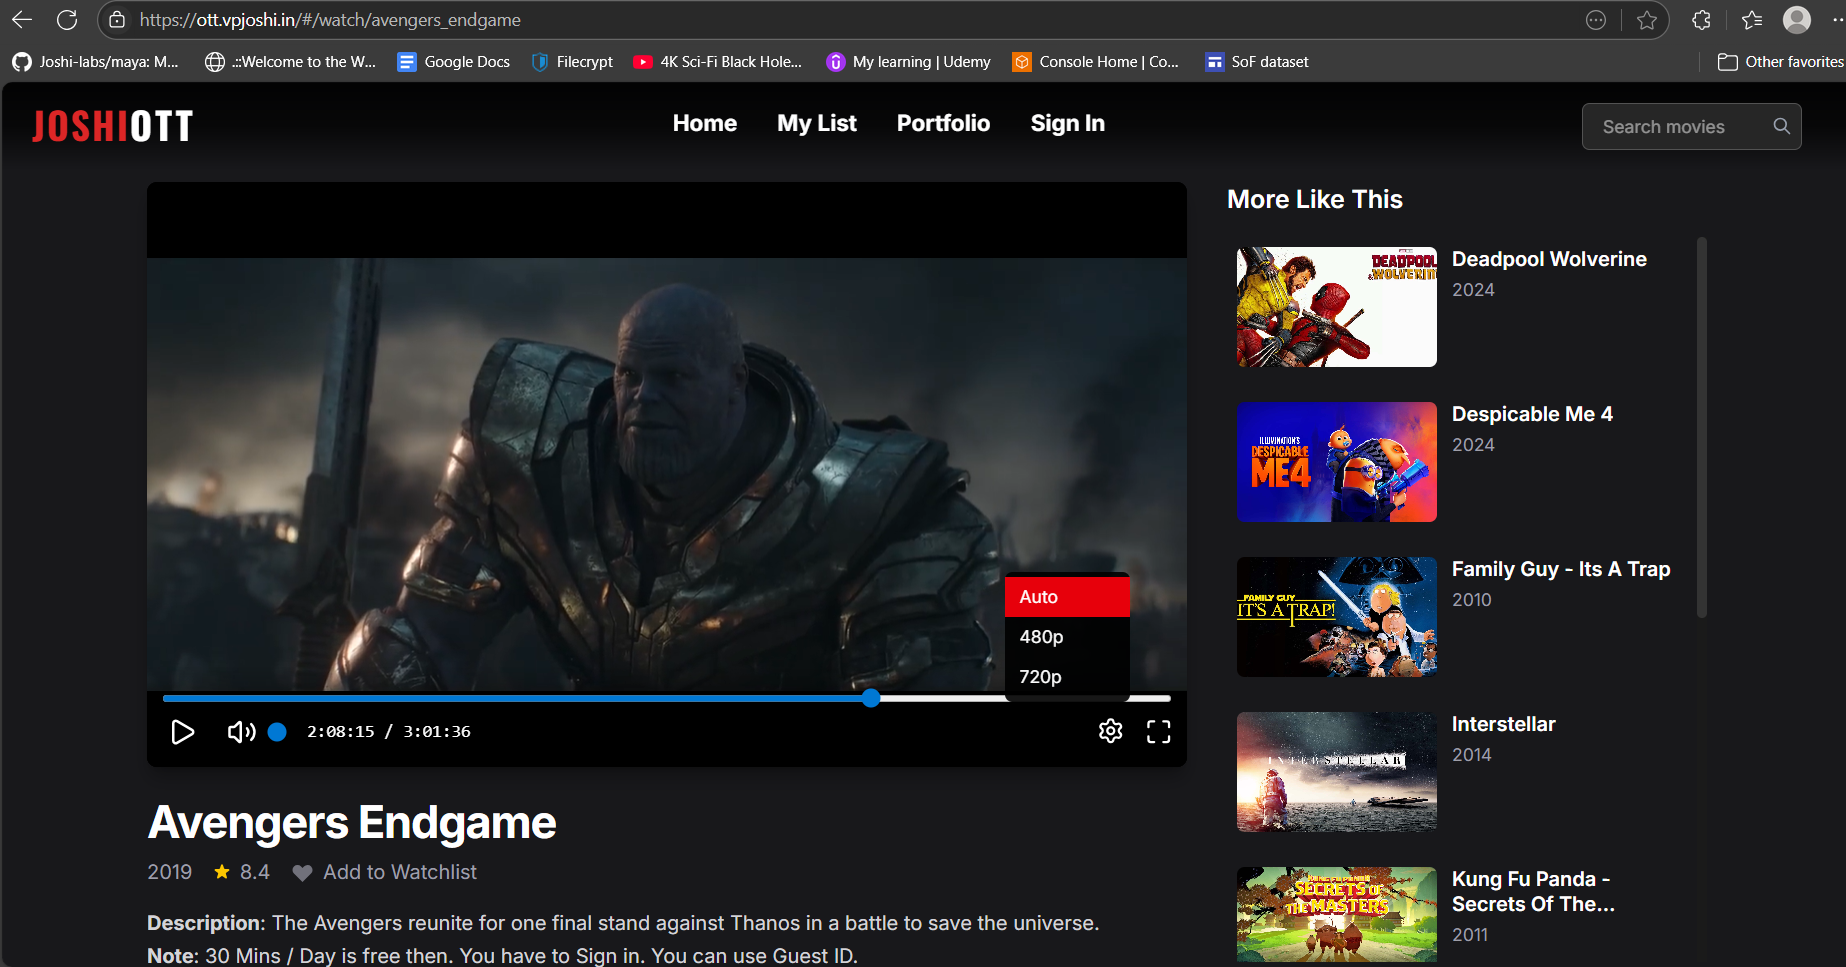 https://ott.vpjoshi.in/#/watch/avengers_endgame
Joshi-labs/maya: M...
.::Welcome to the W...
Google Docs
Filecrypt
4K Sci-Fi Black Hole...
My learning | Udemy
Console Home | Co...
SoF dataset
Other favorites
JOSHIOTT
Home
My List
Portfolio
Sign In
Search movies
Auto
480p
720p
2:08:15 / 3:01:36
Avengers Endgame
2019
8.4
Add to Watchlist
Description: The Avengers reunite for one final stand against Thanos in a battle to save the universe.
Note: 30 Mins / Day is free then. You have to Sign in. You can use Guest ID.
More Like This
DEADPOOL
& WOLVERINE
Deadpool Wolverine
2024
ILLUMINATION'S
DESPICABLE
ME4
Despicable Me 4
2024
FAMILY GUY
IT'S A TRAP!
Family Guy - Its A Trap
2010
INTERSTELLAR
Interstellar
2014
SECRETS OF
THE MASTERS
Kung Fu Panda -
Secrets Of The...
2011